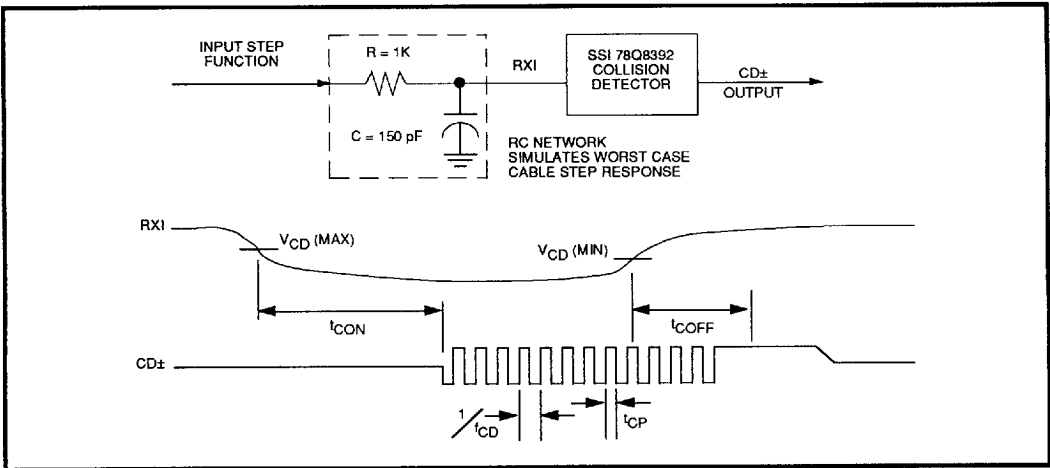 INPUT STEP
FUNCTION
R = 1K
RXI
SSI 78Q8392
COLLISION
DETECTOR
CD±
OUTPUT
C = 150 pF
RC NETWORK
SIMULATES WORST CASE
CABLE STEP RESPONSE
RXI
VCD (MAX)
VCD (MIN)
tCON
tCOFF
CD±
1/fCD
tCP